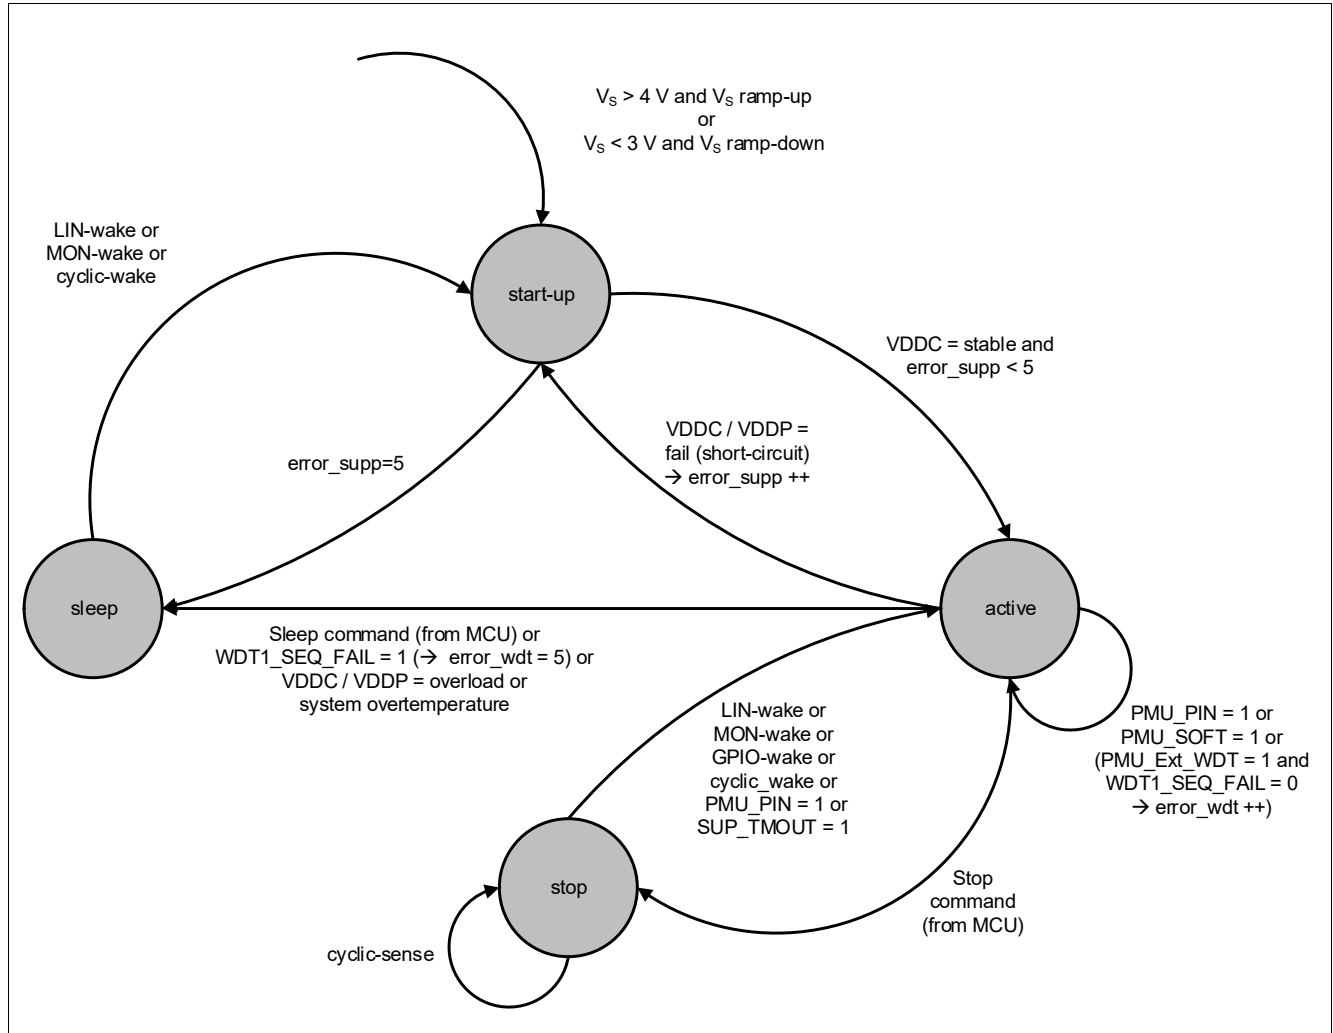 V_S > 4 V and V_S ramp-up
or
V_S < 3 V and V_S ramp-down
LIN-wake or
MON-wake or
cyclic-wake
start-up
VDDC = stable and
error_supp < 5
VDDC / VDDP =
fail (short-circuit)
→ error_supp ++
error_supp=5
sleep
active
Sleep command (from MCU) or
WDT1_SEQ_FAIL = 1 (→ error_wdt = 5) or
VDDC / VDDP = overload or
system overtemperature
LIN-wake or
MON-wake or
GPIO-wake or
cyclic_wake or
PMU_PIN = 1 or
SUP_TMOUT = 1
PMU_PIN = 1 or
PMU_SOFT = 1 or
(PMU_Ext_WDT = 1 and
WDT1_SEQ_FAIL = 0
→ error_wdt ++)
stop
Stop
command
(from MCU)
cyclic-sense